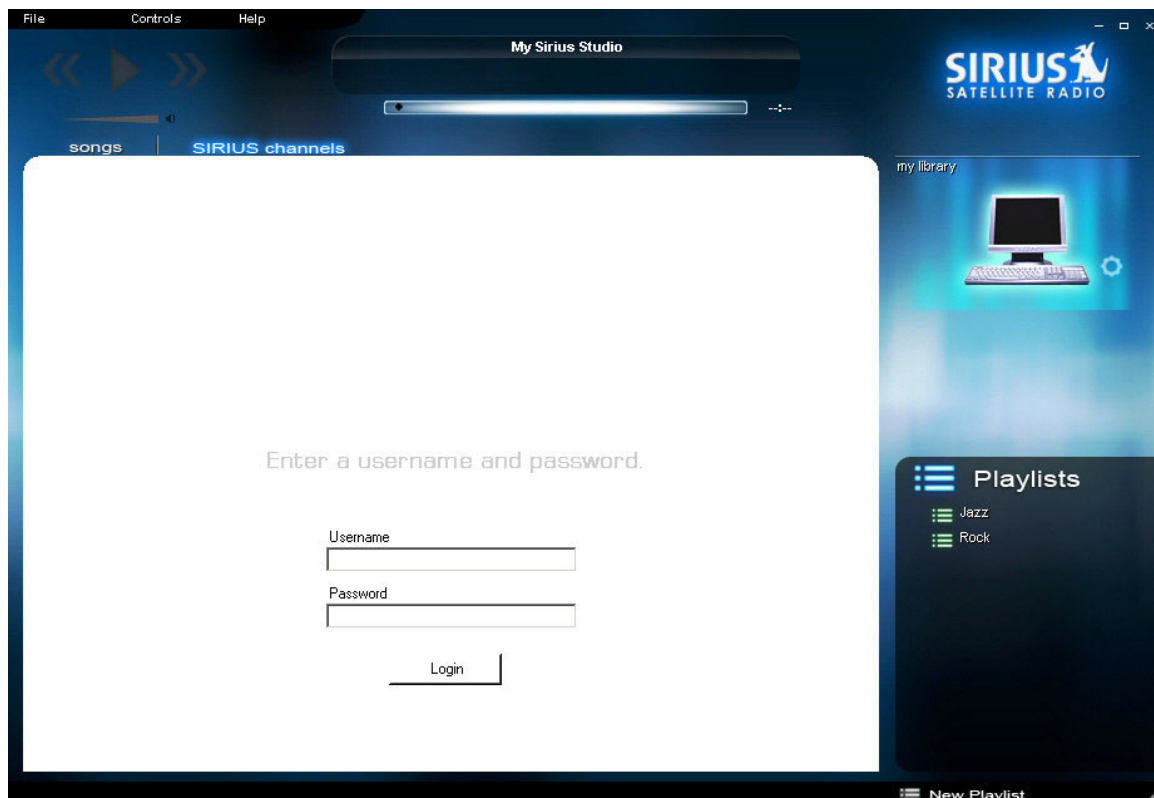 File Controls Help
My Sirius Studio
SIRIUS
SATELLITE RADIO
--:--
songs SIRIUS channels
my library
Enter a username and password.
Username
Password
Login
Playlists
Jazz
Rock
New Playlist